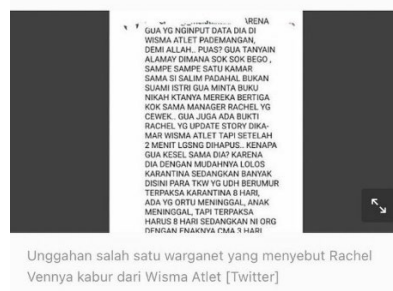 ARENA
GUA YG NGINPUT DATA DIA DI
WISMA ATLET PADEMANGAN,
DEMI ALLAH.. PUAS? GUA TANYAIN
ALAMAY DIMANA SOK SOK BEGO ,
SAMPE SAMPE SATU KAMAR
SAMA SI SALIM PADAHAL BUKAN
SUAMI ISTRI GUA MINTA BUKU
NIKAH KTANYA MEREKA BERTIGA
KOK SAMA MANAGER RACHEL YG
CEWEK.. GUA JUGA ADA BUKTI
RACHEL YG UPDATE STORY DIKA-
MAR WISMA ATLET TAPI SETELAH
2 MENIT LGSNG DIHAPUS.. KENAPA
GUA KESEL SAMA DIA? KARENA
DIA DENGAN MUDAHNYA LOLOS
KARANTINA SEDANGKAN BANYAK
DISINI PARA TKW YG UDH BERUMUR
TERPAKSA KARANTINA 8 HARI,
ADA YG ORTU MENINGGAL, ANAK
MENINGGAL, TAPI TERPAKSA
HARUS 8 HARI SEDANGKAN NI ORG
DENGAN ENAKNYA CMA 3 HARI
Unggahan salah satu warganet yang menyebut Rachel
Vennya kabur dari Wisma Atlet [Twitter]